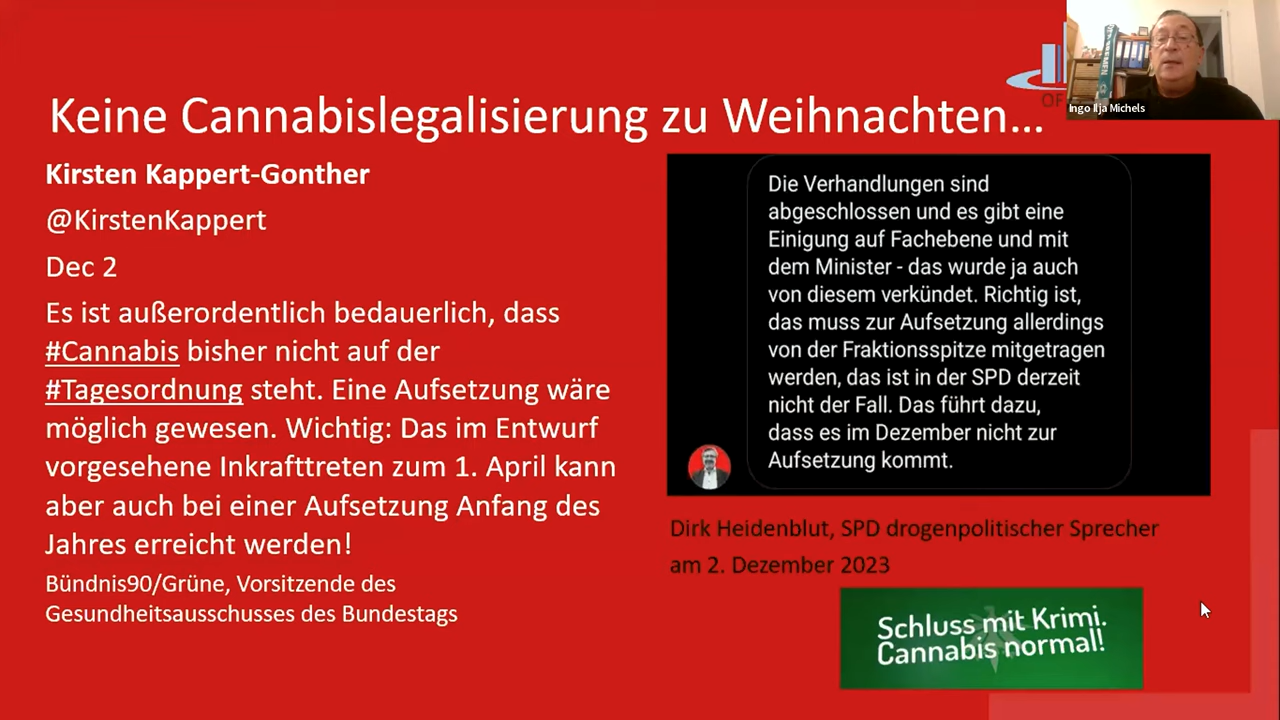 Keine Cannabislegalisierung zu Weihnachten...
Kirsten Kappert-Gonther
@KirstenKappert
Dec 2
Es ist außerordentlich bedauerlich, dass
#Cannabis bisher nicht auf der
#Tagesordnung steht. Eine Aufsetzung wäre
möglich gewesen. Wichtig: Das im Entwurf
vorgesehene Inkrafttreten zum 1. April kann
aber auch bei einer Aufsetzung Anfang des
Jahres erreicht werden!
Bündnis90/Grüne, Vorsitzende des
Gesundheitsausschusses des Bundestags
Die Verhandlungen sind
abgeschlossen und es gibt eine
Einigung auf Fachebene und mit
dem Minister - das wurde ja auch
von diesem verkündet. Richtig ist,
das muss zur Aufsetzung allerdings
von der Fraktionsspitze mitgetragen
werden, das ist in der SPD derzeit
nicht der Fall. Das führt dazu,
dass es im Dezember nicht zur
Aufsetzung kommt.
Dirk Heidenblut, SPD drogenpolitischer Sprecher
am 2. Dezember 2023
Schluss mit Krimi.
Cannabis normal!
Ingo Ilja Michels